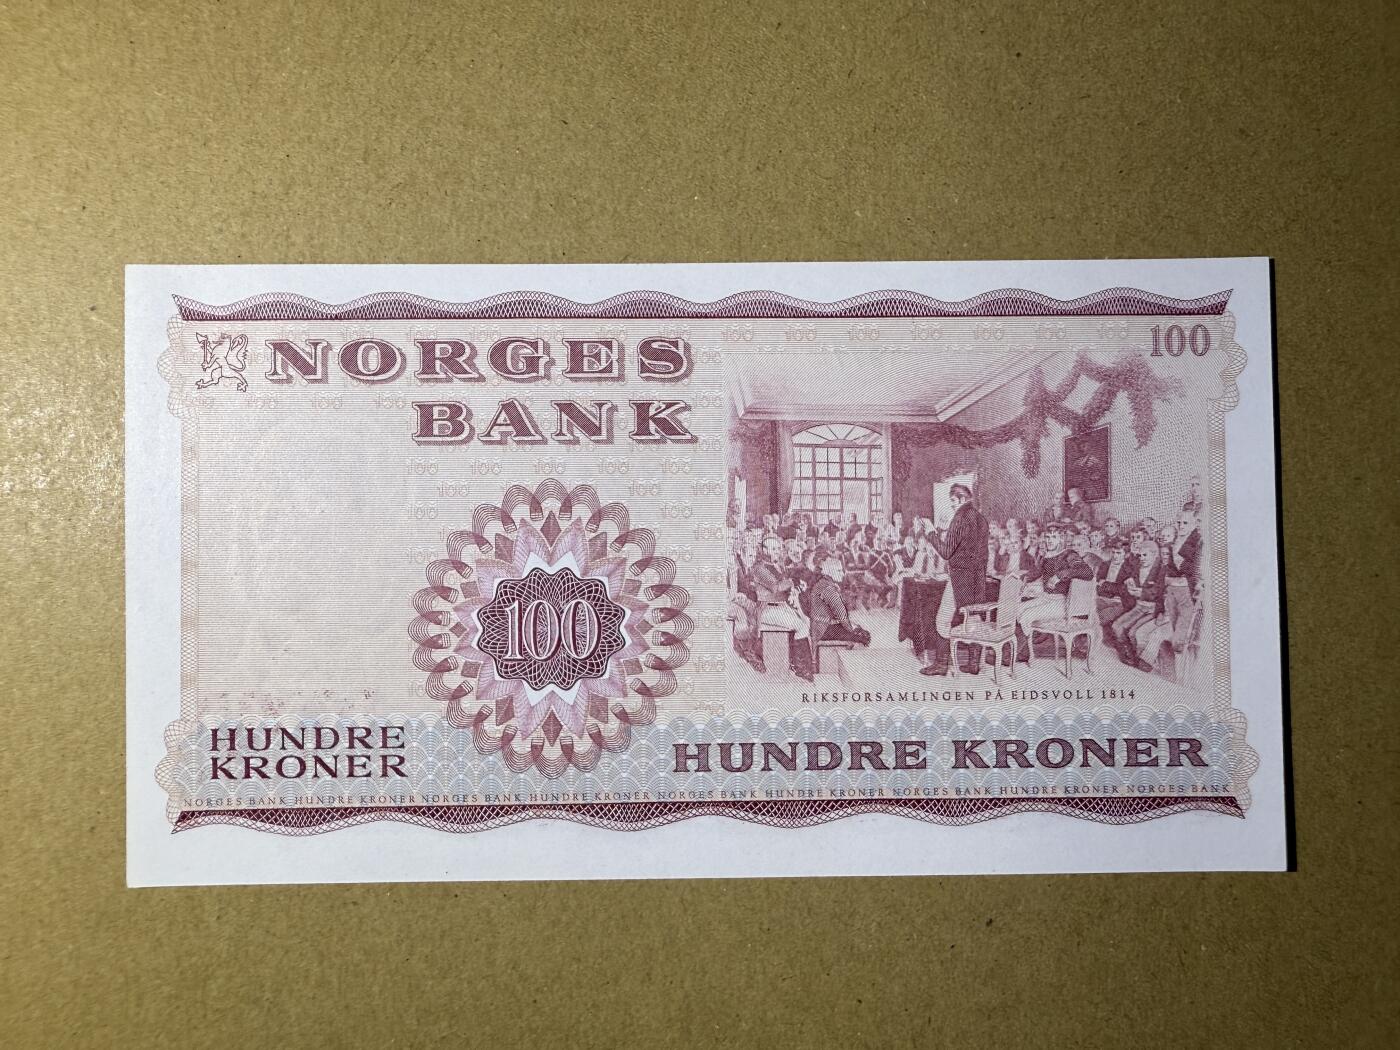 NORGES
BANK
100
100
RIKSFORSAMLINGEN PÅ EIDSVOLL 1814
HUNDRE
KRONER
HUNDRE KRONER
NORGES BANK HUNDRE KRONER NORGES BANK HUNDRE KRONER NORGES BANK HUNDRE KRONER NORGES BANK HUNDRE KRONER NORGES BANK